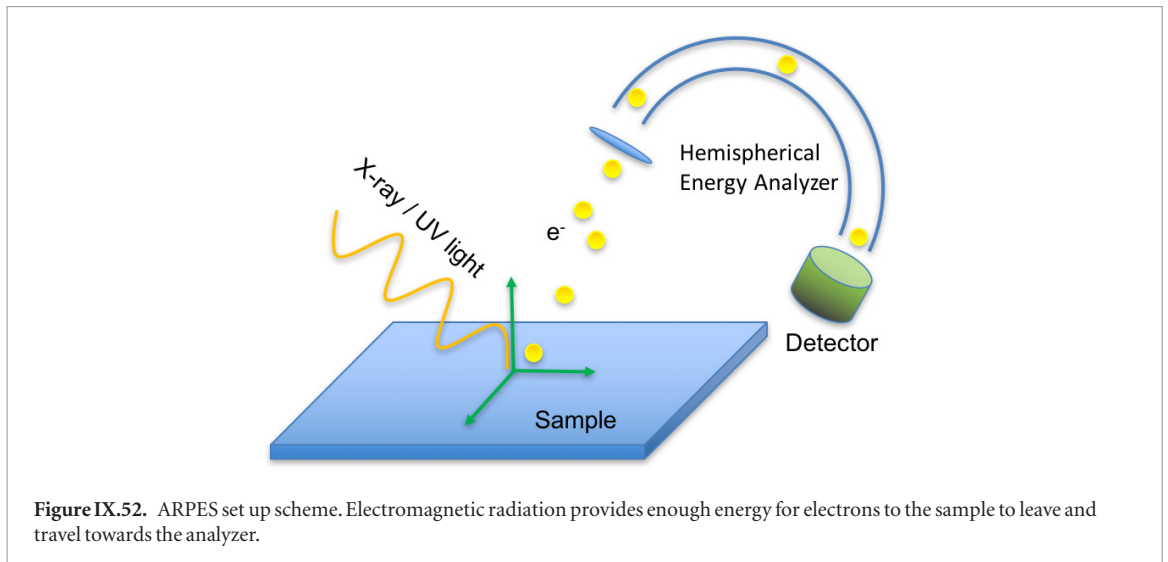 X-ray / UV light
e-
Hemispherical
Energy Analyzer
Detector
Sample
Figure IX.52. ARPES set up scheme. Electromagnetic radiation provides enough energy for electrons to the sample to leave and
travel towards the analyzer.